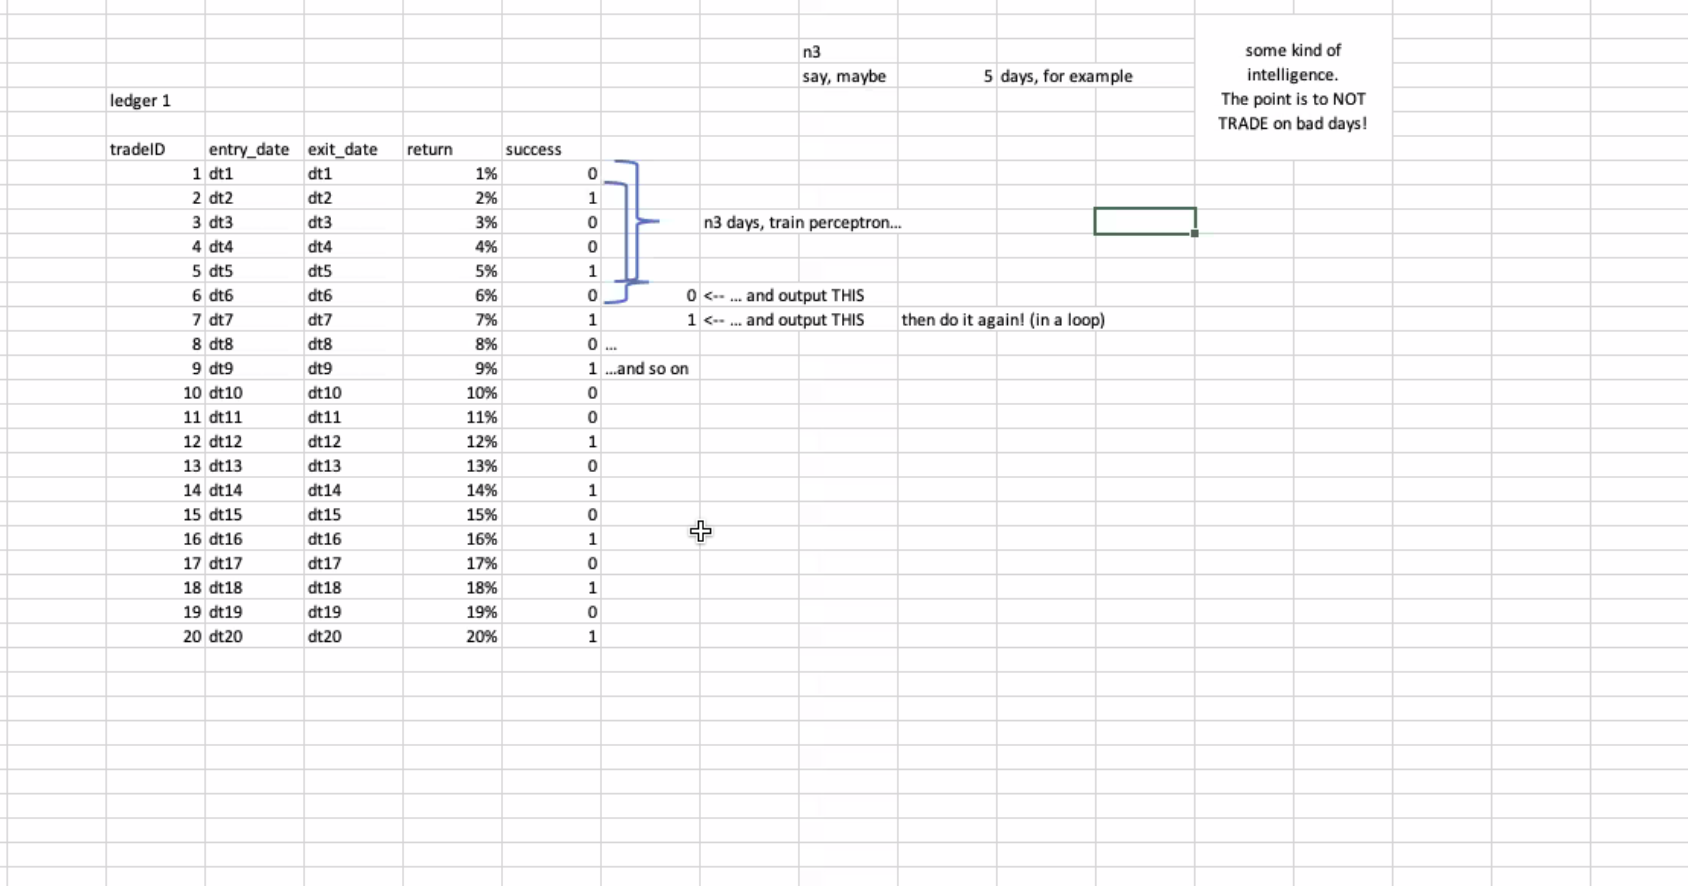 n3
say, maybe 5 days, for example
some kind of
intelligence.
The point is to NOT
TRADE on bad days!
ledger 1
tradeID entry_date exit_date return success
1 dt1 dt1 1% 0
2 dt2 dt2 2% 1
3 dt3 dt3 3% 0 n3 days, train perceptron...
4 dt4 dt4 4% 0
5 dt5 dt5 5% 1
6 dt6 dt6 6% 0 0 <-- ... and output THIS
7 dt7 dt7 7% 1 1 <-- ... and output THIS then do it again! (in a loop)
8 dt8 dt8 8% 0 ...
9 dt9 dt9 9% 1 ...and so on
10 dt10 dt10 10% 0
11 dt11 dt11 11% 0
12 dt12 dt12 12% 1
13 dt13 dt13 13% 0
14 dt14 dt14 14% 1
15 dt15 dt15 15% 0
16 dt16 dt16 16% 1
17 dt17 dt17 17% 0
18 dt18 dt18 18% 1
19 dt19 dt19 19% 0
20 dt20 dt20 20% 1